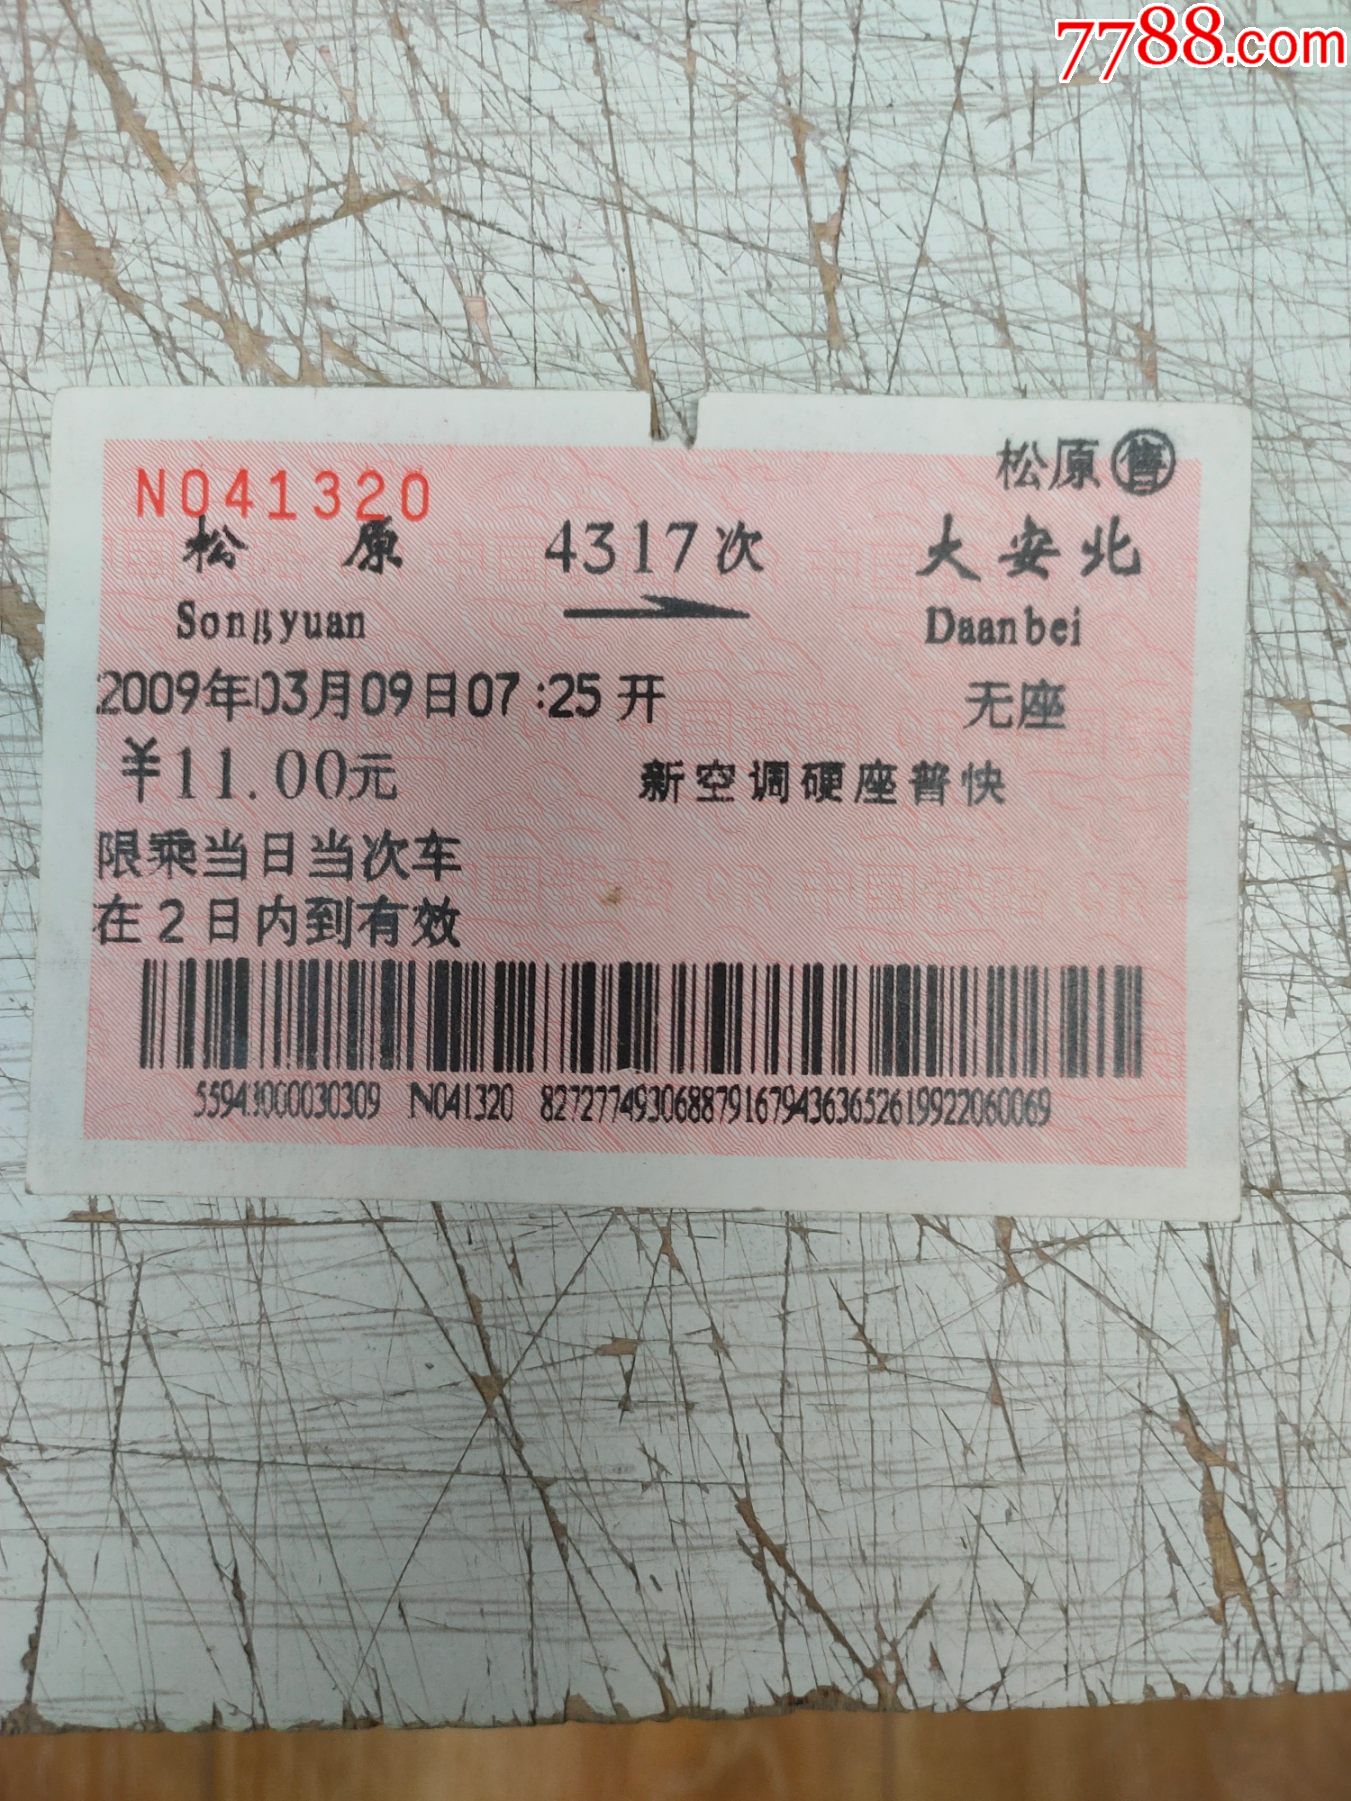 7788.com
松原售
N041320
松原 4317次 大安北
Songyuan Daanbei
2009年03月09日07:25开 无座
¥11.00元 新空调硬座普快
限乘当日当次车
在2日内到有效
N041320 82727749306887916794363652619922060069